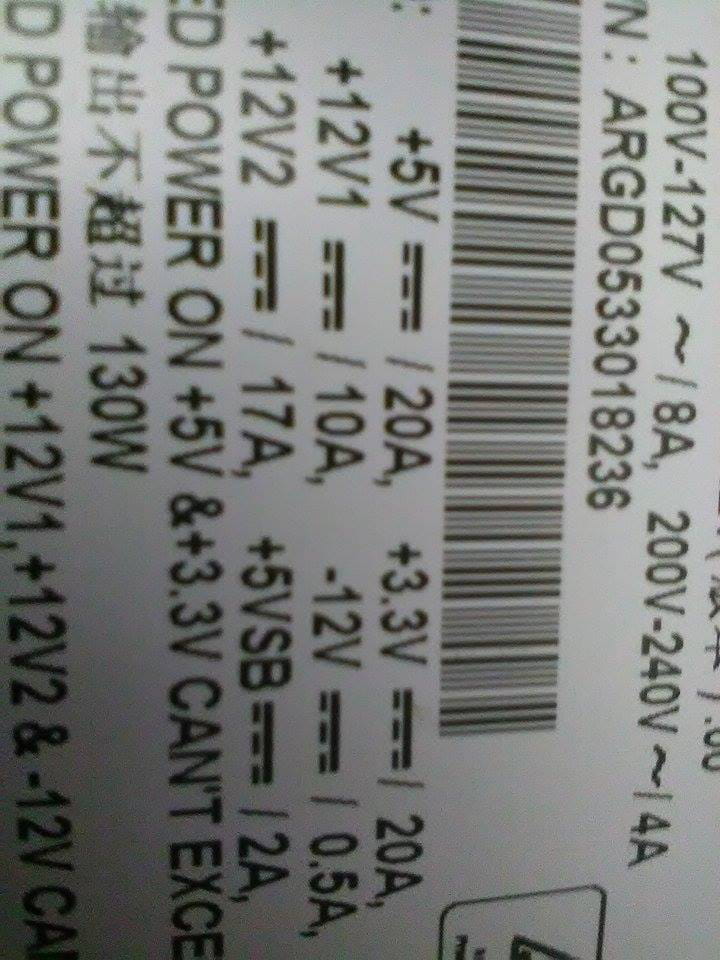 100V-127V ～/ 8A, 200V-240V ～/ 4A
N: ARGD0533018236
+5V ⎓ / 20A, +3.3V ⎓ / 20A,
+12V1 ⎓ / 10A, -12V ⎓ / 0.5A,
+12V2 ⎓ / 17A, +5VSB ⎓ / 2A,
ED POWER ON +5V &+3.3V CAN'T EXCE
输出不超过 130W
D POWER ON +12V1,+12V2 & -12V CA